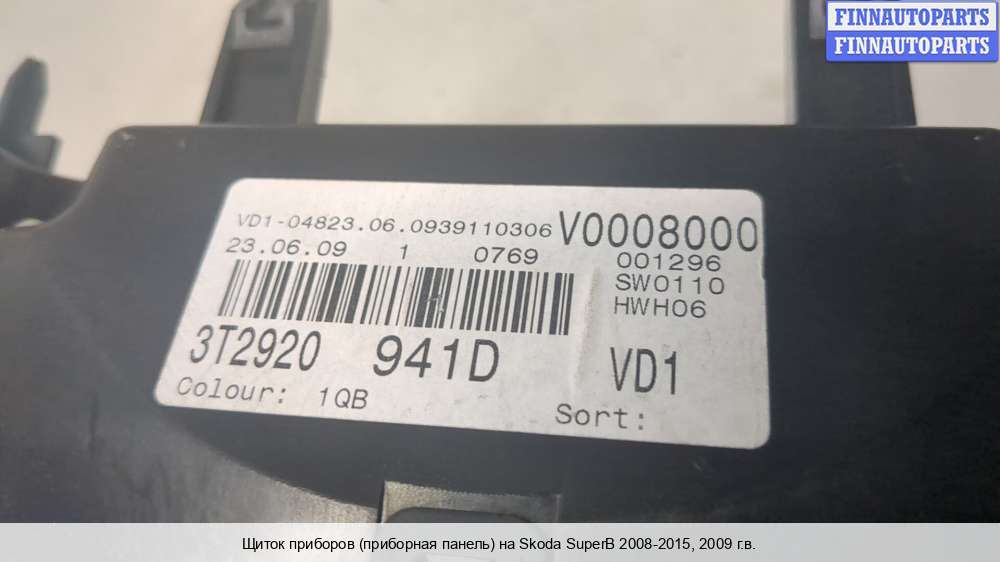 FINNAUTOPARTS
FINNAUTOPARTS
VD1-04823.06.0939110306 V0008000
23.06.09 1 0769 001296
SW0110
HWH06
3T2920 941D VD1
Colour: 1QB Sort:
Щиток приборов (приборная панель) на Skoda SuperB 2008-2015, 2009 г.в.